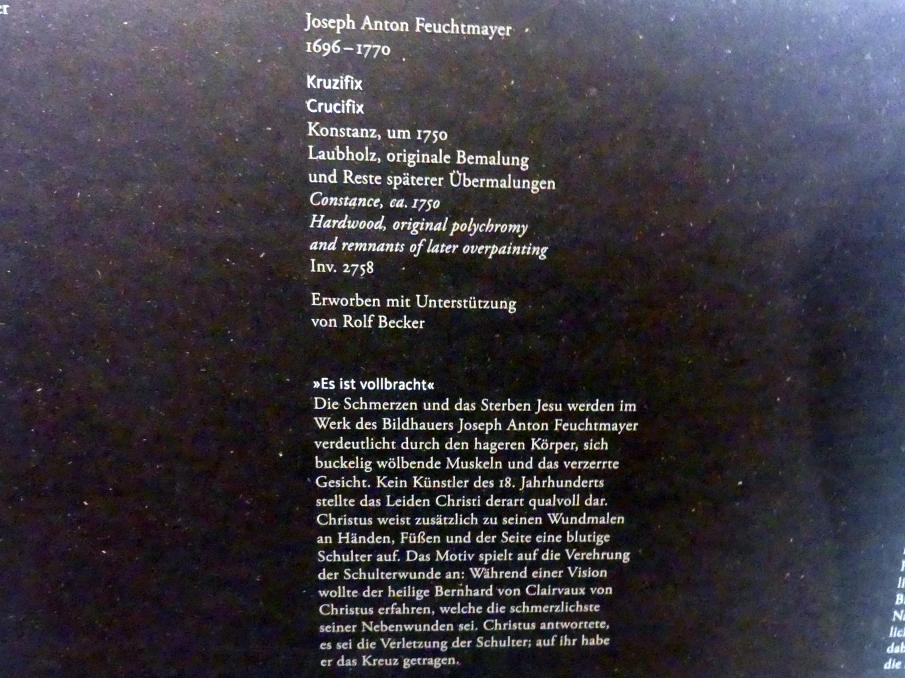 er
Joseph Anton Feuchtmayer
1696–1770
Kruzifix
Crucifix
Konstanz, um 1750
Laubholz, originale Bemalung
und Reste späterer Übermalungen
Constance, ca. 1750
Hardwood, original polychromy
and remnants of later overpainting
Inv. 2758
Erworben mit Unterstützung
von Rolf Becker
»Es ist vollbracht«
Die Schmerzen und das Sterben Jesu werden im
Werk des Bildhauers Joseph Anton Feuchtmayer
verdeutlicht durch den hageren Körper, sich
buckelig wölbende Muskeln und das verzerrte
Gesicht. Kein Künstler des 18. Jahrhunderts
stellte das Leiden Christi derart qualvoll dar.
Christus weist zusätzlich zu seinen Wundmalen
an Händen, Füßen und der Seite eine blutige
Schulter auf. Das Motiv spielt auf die Verehrung
der Schulterwunde an: Während einer Vision
wollte der heilige Bernhard von Clairvaux von
Christus erfahren, welche die schmerzlichste
seiner Nebenwunden sei. Christus antwortete,
es sei die Verletzung der Schulter; auf ihr habe
er das Kreuz getragen.
lich
dab
die